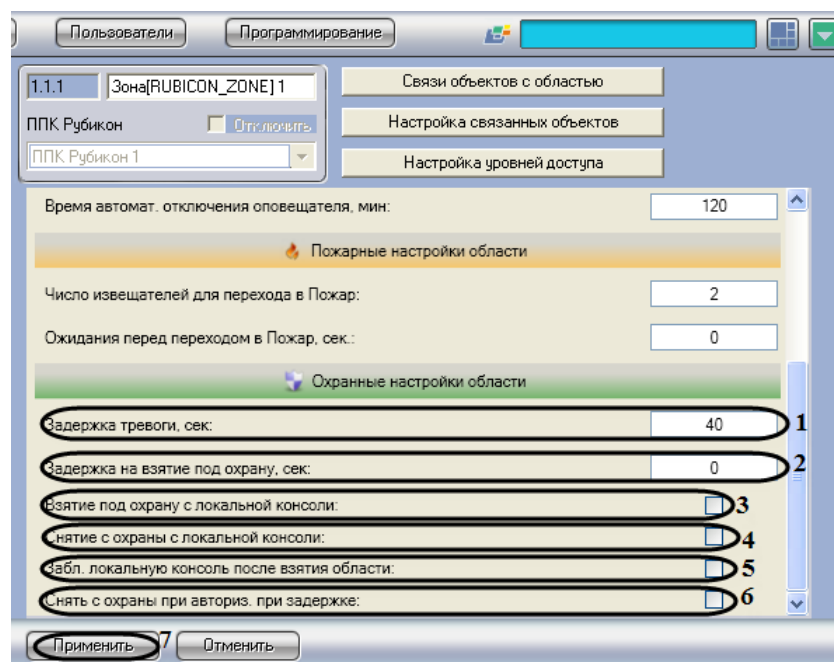 Пользователи Программирование
1.1.1 Зона[RUBICON_ZONE] 1
ППК Рубикон Отключить
ППК Рубикон 1
Связи объектов с областью
Настройка связанных объектов
Настройка уровней доступа
Время автомат. отключения оповещателя, мин: 120
Пожарные настройки области
Число извещателей для перехода в Пожар: 2
Ожидания перед переходом в Пожар, сек.: 0
Охранные настройки области
Задержка тревоги, сек: 40 1
Задержка на взятие под охрану, сек: 0 2
Взятие под охрану с локальной консоли: 3
Снятие с охраны с локальной консоли: 4
Забл. локальную консоль после взятия области: 5
Снять с охраны при авториз. при задержке: 6
Применить 7 Отменить